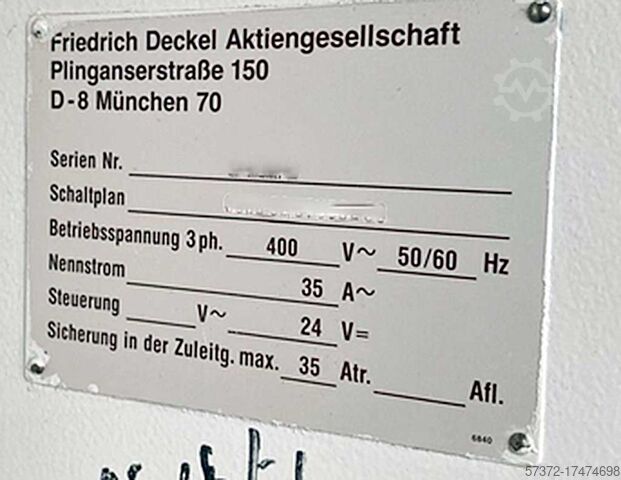 Friedrich Deckel Aktiengesellschaft
Plinganserstraße 150
D-8 München 70
Serien Nr.
Schaltplan
Betriebsspannung 3 ph. 400 V~ 50/60 Hz
Nennstrom 35 A~
Steuerung V~ 24 V=
Sicherung in der Zuleitg. max. 35 Atr. Afl.
6840
57372-17474698